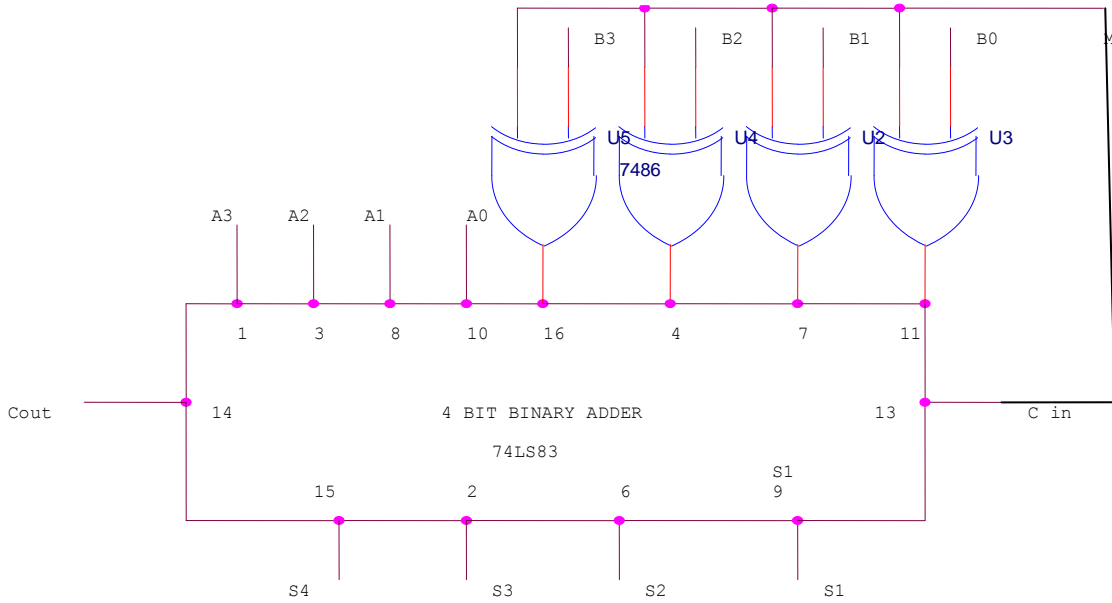 B3 B2 B1 B0 M
U5 U4 U2 U3
7486
A3 A2 A1 A0
1 3 8 10 16 4 7 11
Cout 14 4 BIT BINARY ADDER 13 C in
74LS83
S1
15 2 6 9
S4 S3 S2 S1